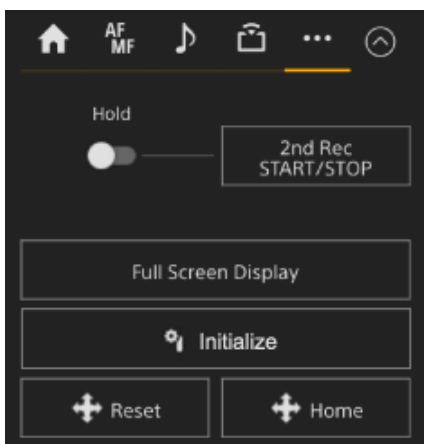 AF
MF
Hold
2nd Rec
START/STOP
Full Screen Display
Initialize
Reset
Home